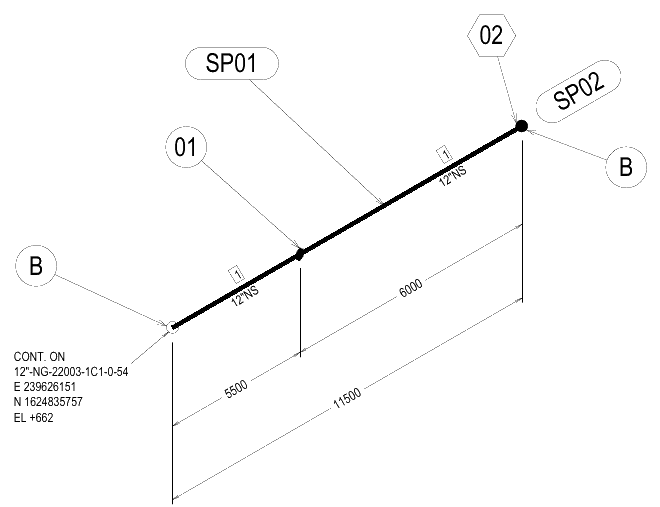 02
SP01
SP02
01
1
12"NS
B
B
1
12"NS
6000
CONT. ON
12"-NG-22003-1C1-0-54
E 239626151
N 1624835757
EL +662
5500
11500